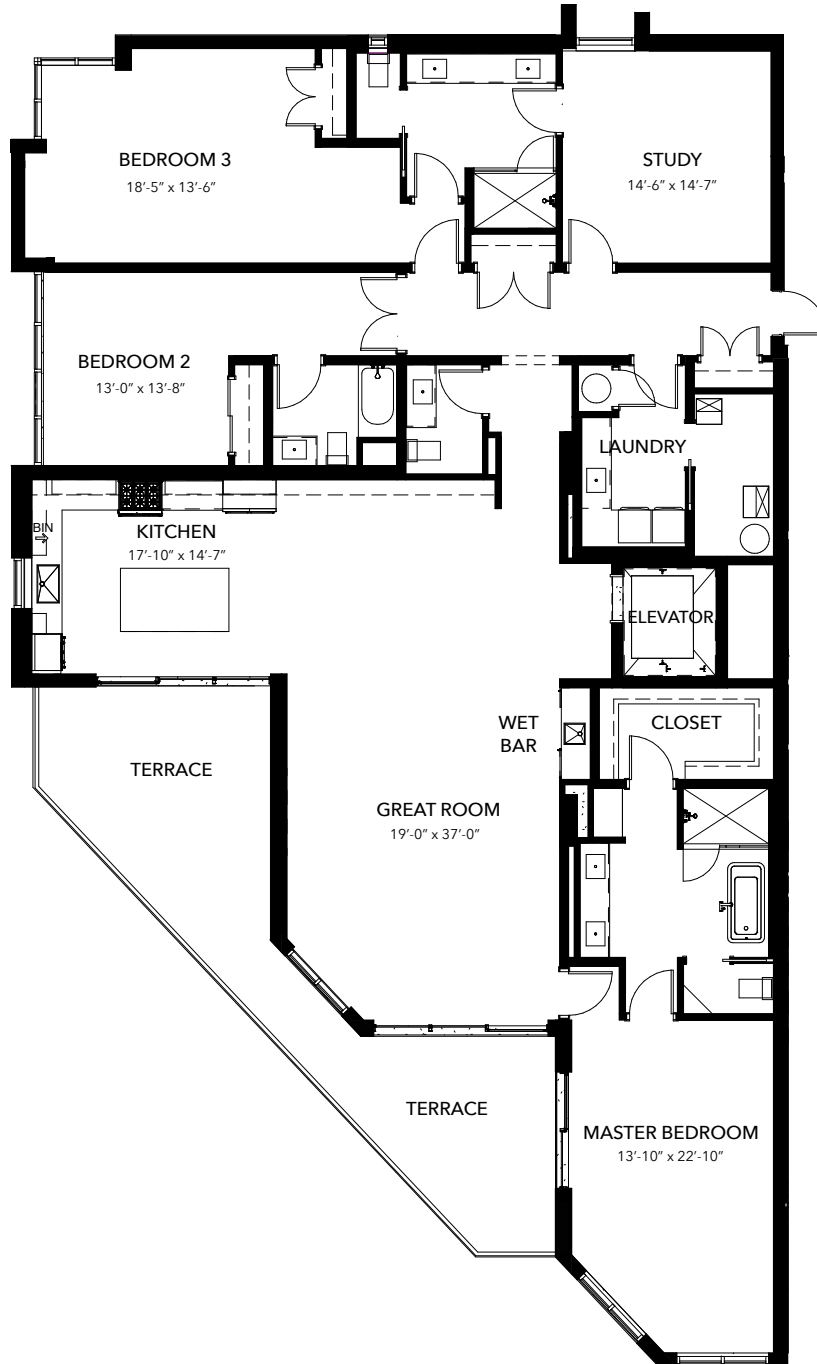 BEDROOM 3
18'-5" x 13'-6"
STUDY
14'-6" x 14'-7"
BEDROOM 2
13'-0" x 13'-8"
LAUNDRY
BIN
KITCHEN
17'-10" x 14'-7"
ELEVATOR
WET
BAR
CLOSET
TERRACE
GREAT ROOM
19'-0" x 37'-0"
TERRACE
MASTER BEDROOM
13'-10" x 22'-10"